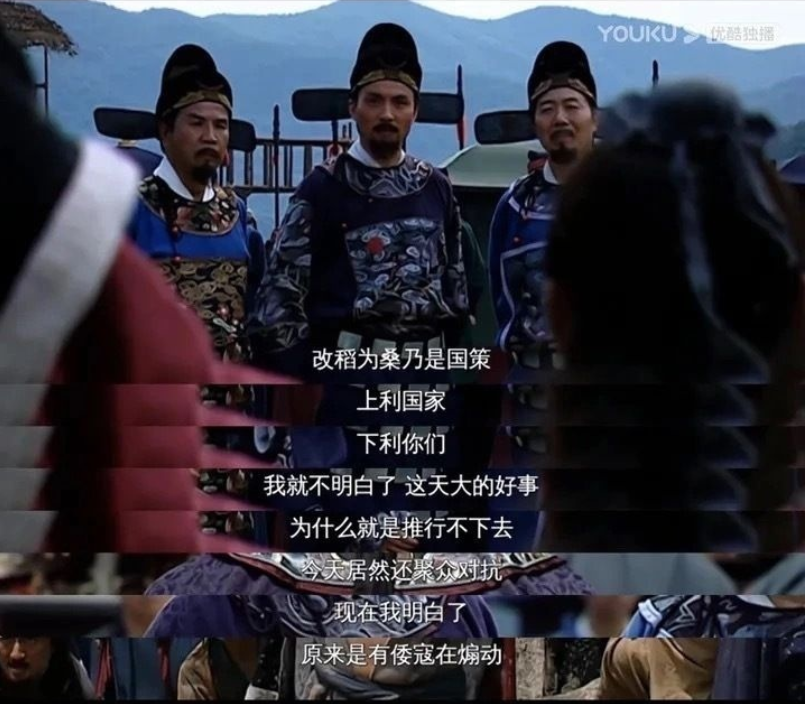 YOUKU 优酷独播
改稻为桑乃是国策
上利国家
下利你们
我就不明白了 这天大的好事
为什么就是推行不下去
今天居然还聚众对抗
现在我明白了
原来是有倭寇在煽动